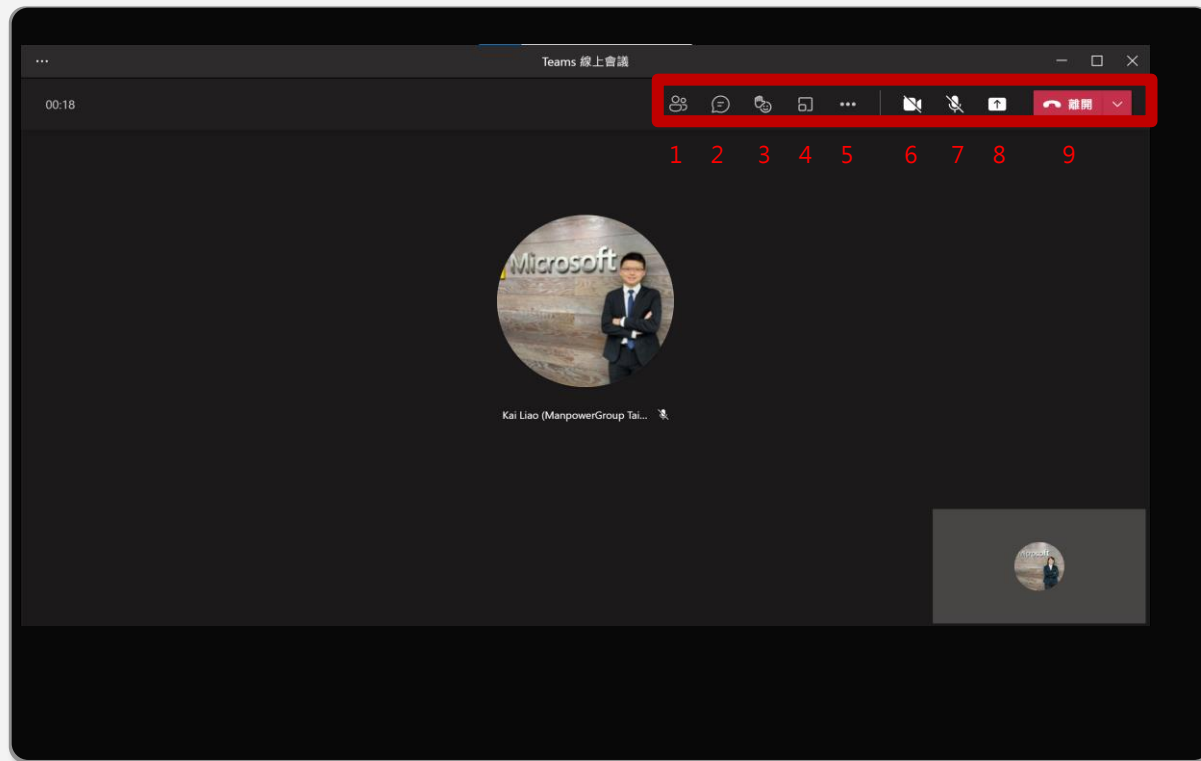 Teams 線上會議
00:18
離開
1 2 3 4 5 6 7 8 9
Microsoft
Kai Liao (ManpowerGroup Tai...